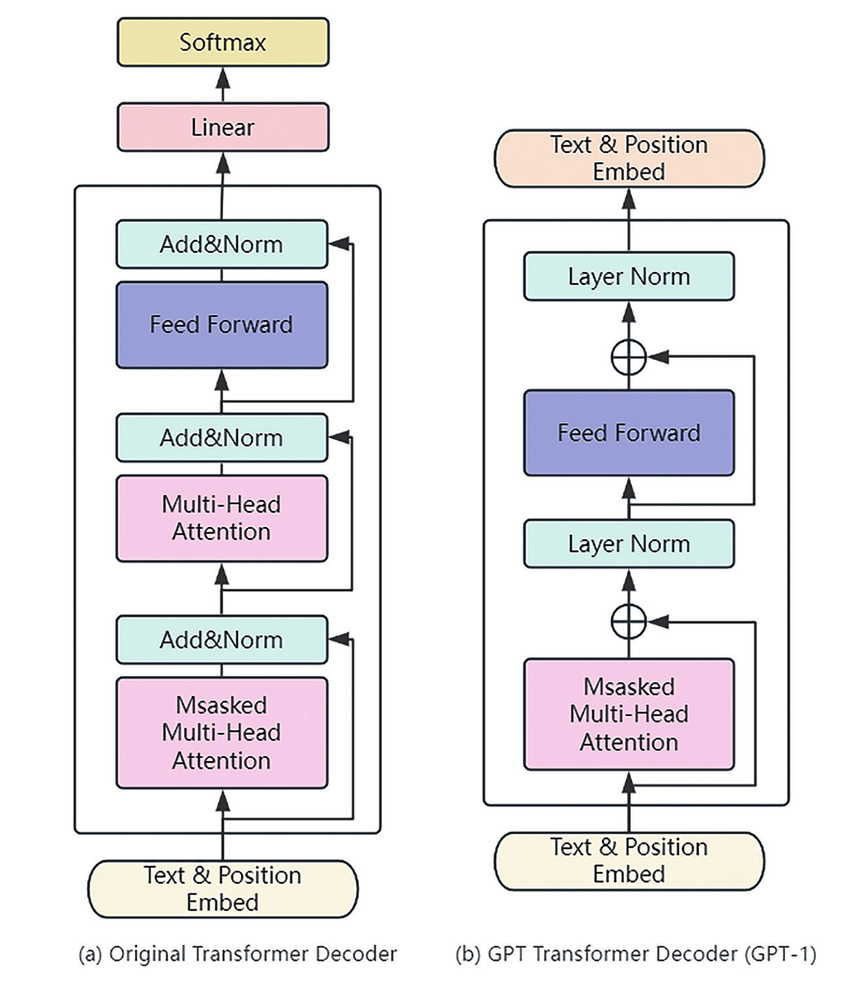 Softmax
Linear
Add&Norm
Feed Forward
Add&Norm
Multi-Head
Attention
Add&Norm
Msasked
Multi-Head
Attention
Text & Position
Embed
(a) Original Transformer Decoder
Text & Position
Embed
Layer Norm
Feed Forward
Layer Norm
Msasked
Multi-Head
Attention
Text & Position
Embed
(b) GPT Transformer Decoder (GPT-1)